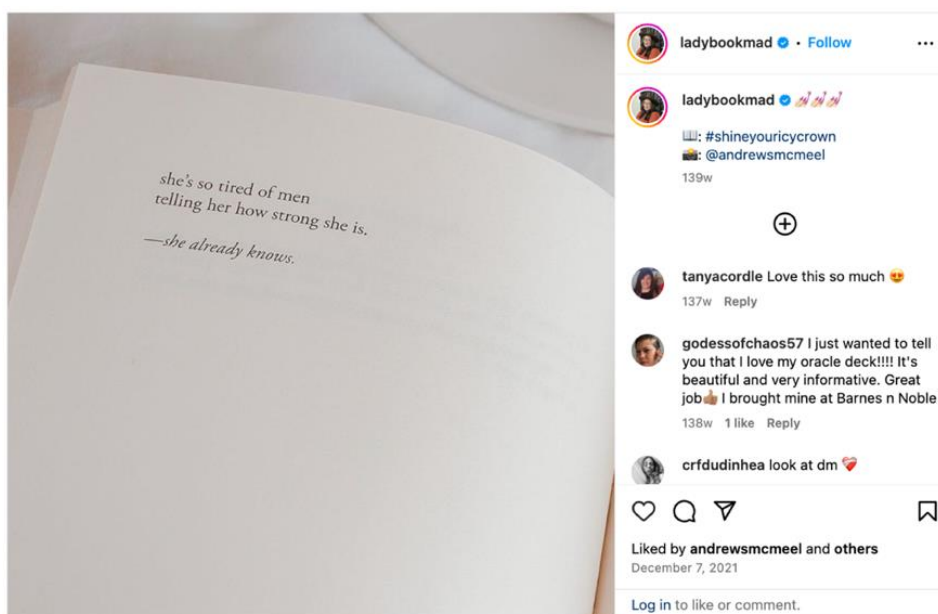 she's so tired of men
telling her how strong she is.
—she already knows.
ladybookmad • Follow
ladybookmad 💅🏻💅🏻💅🏻
📖: #shineyouricycrown
📸: @andrewsmcmeel
139w
tanyacordle Love this so much 😍
137w Reply
godessofchaos57 I just wanted to tell
you that I love my oracle deck!!!! It's
beautiful and very informative. Great
job👍🏽 I brought mine at Barnes n Noble
138w 1 like Reply
crfdudinhea look at dm ❤️‍🩹
Liked by andrewsmcmeel and others
December 7, 2021
Log in to like or comment.